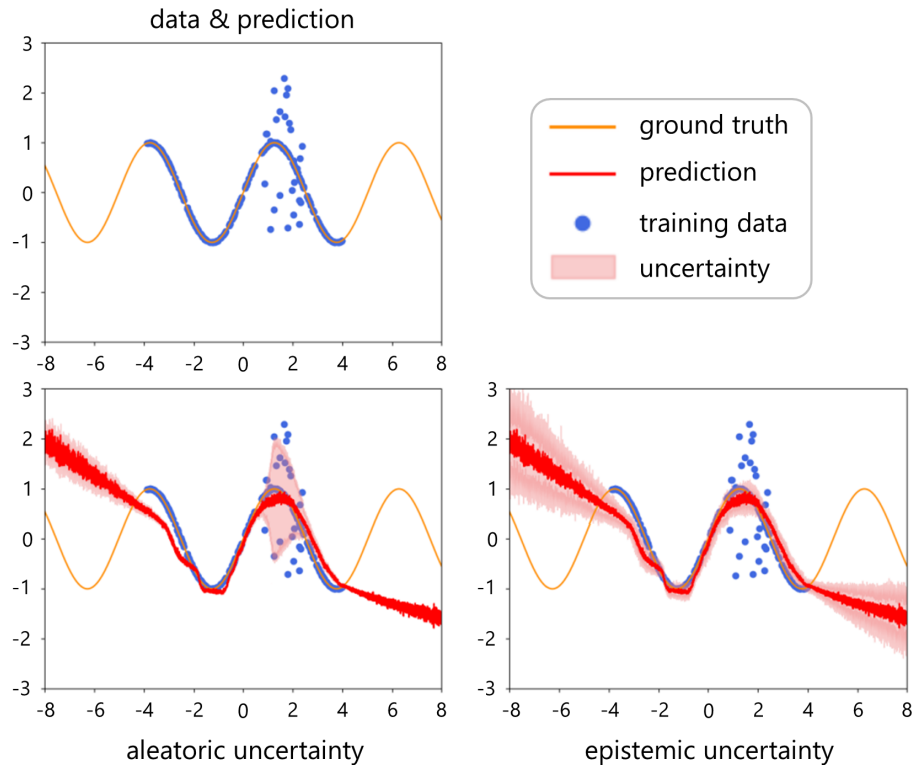 data & prediction
3
2
1
0
-1
-2
-3
-8 -6 -4 -2 0 2 4 6 8
ground truth
prediction
training data
uncertainty
3
2
1
0
-1
-2
-3
-8 -6 -4 -2 0 2 4 6 8
aleatoric uncertainty
3
2
1
0
-1
-2
-3
-8 -6 -4 -2 0 2 4 6 8
epistemic uncertainty